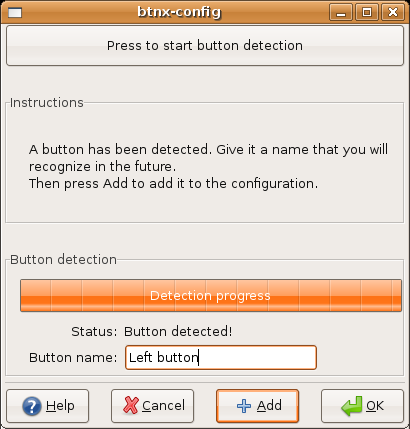 btnx-config
Press to start button detection
Instructions
A button has been detected. Give it a name that you will
recognize in the future.
Then press Add to add it to the configuration.
Button detection
Detection progress
Status: Button detected!
Button name: Left button
Help Cancel Add OK